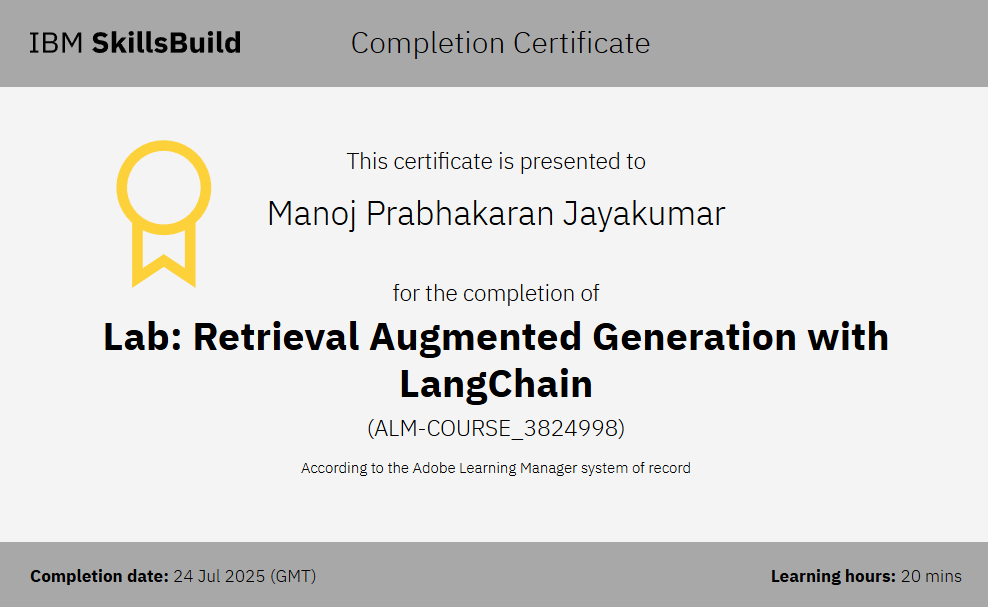 IBM SkillsBuild
Completion Certificate
This certificate is presented to
Manoj Prabhakaran Jayakumar
for the completion of
Lab: Retrieval Augmented Generation with
LangChain
(ALM-COURSE_3824998)
According to the Adobe Learning Manager system of record
Completion date: 24 Jul 2025 (GMT)
Learning hours: 20 mins